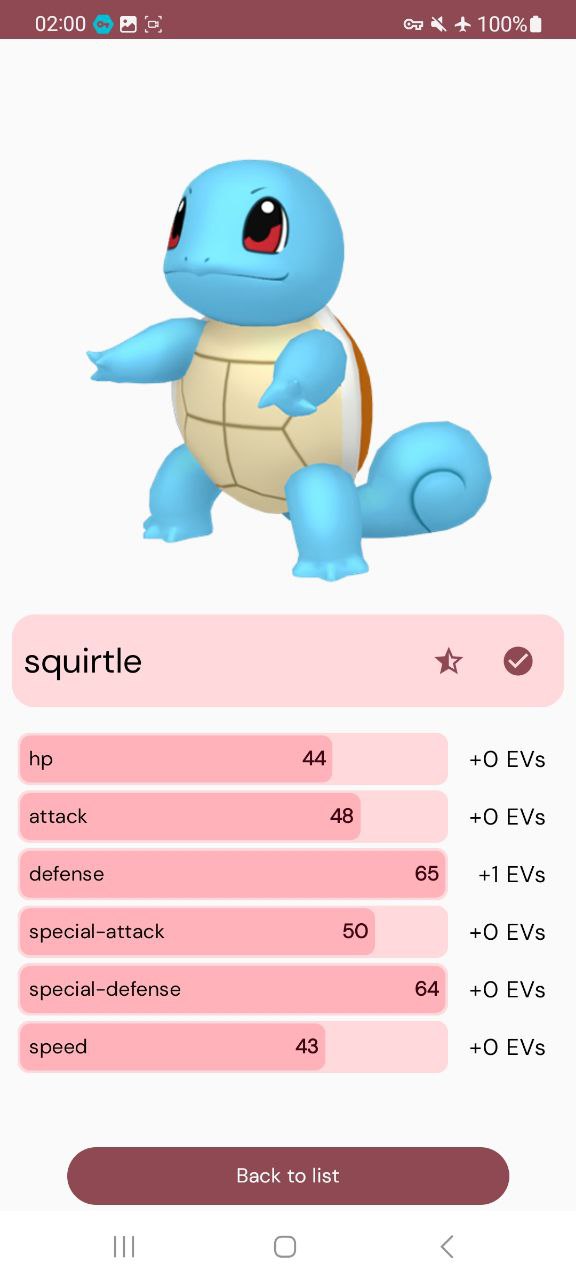 02:00 100%
squirtle
hp 44 +0 EVs
attack 48 +0 EVs
defense 65 +1 EVs
special-attack 50 +0 EVs
special-defense 64 +0 EVs
speed 43 +0 EVs
Back to list